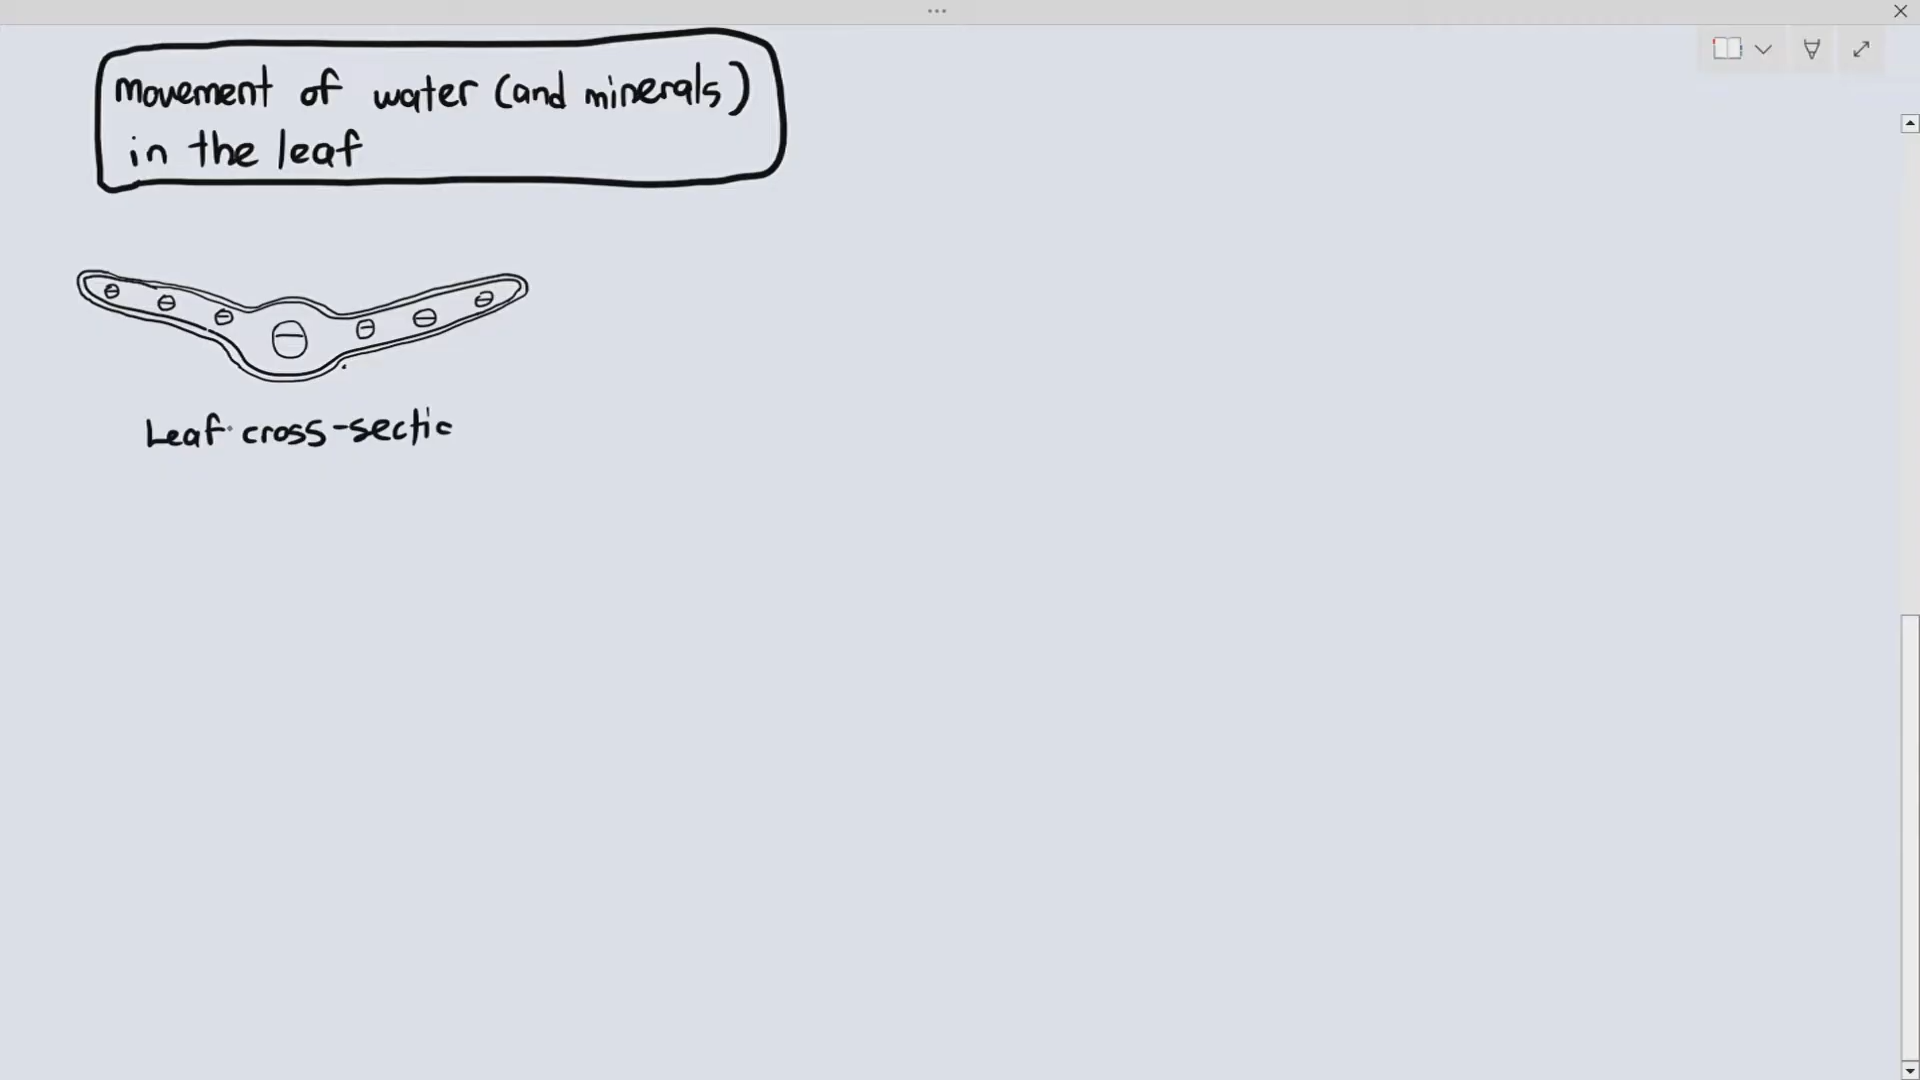 Movement of water (and minerals)
in the leaf
Leaf cross-sectio